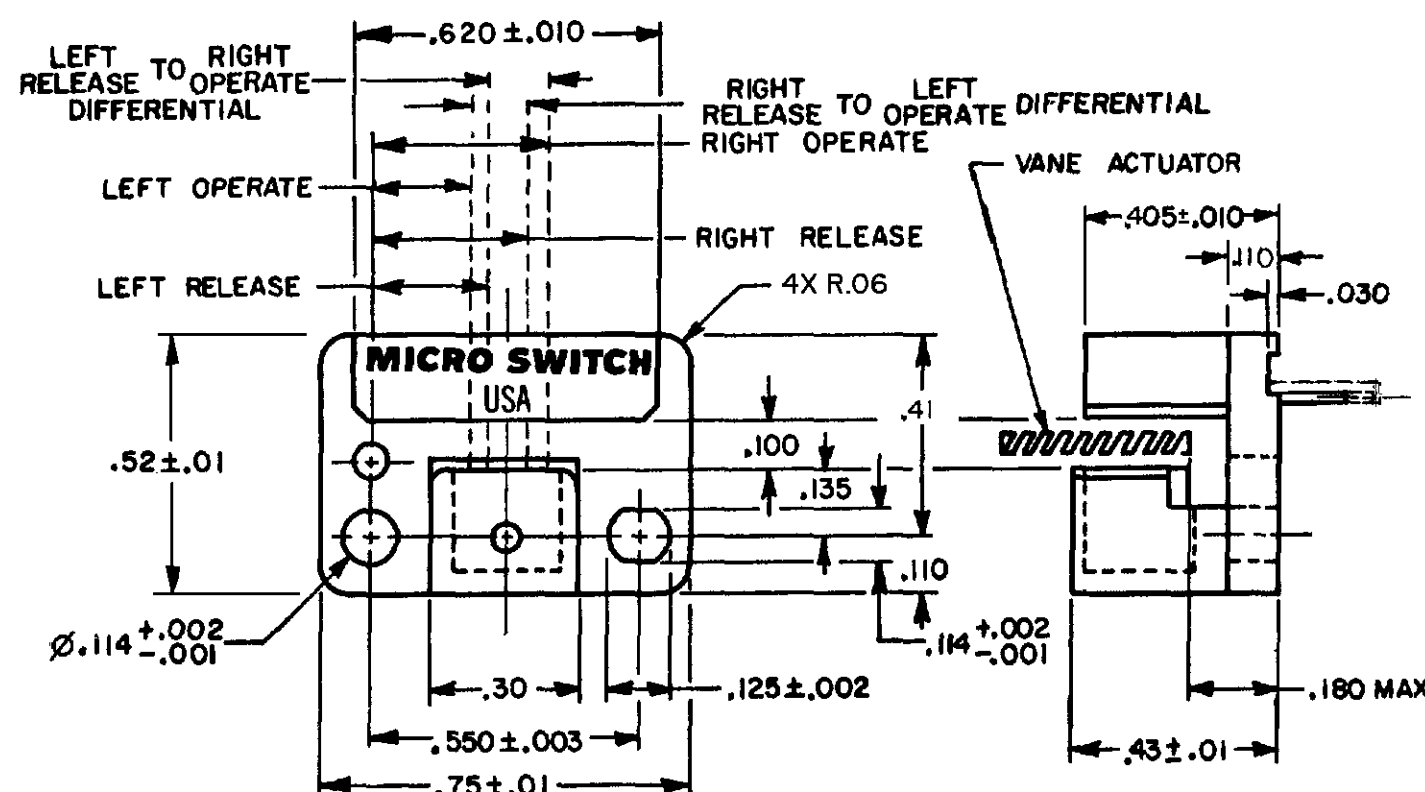 .620±.010
LEFT RELEASE TO RIGHT OPERATE
DIFFERENTIAL
RIGHT RELEASE TO LEFT OPERATE DIFFERENTIAL
RIGHT OPERATE
VANE ACTUATOR
LEFT OPERATE
.405±.010
RIGHT RELEASE
.110
LEFT RELEASE
4X R.06
.030
MICRO SWITCH
USA
.41
.100
.52±.01
.135
.110
Ø.114 +.002 -.001
.114 +.002 -.001
.30
.125±.002
.180 MAX
.550±.003
.43±.01
.75±.01